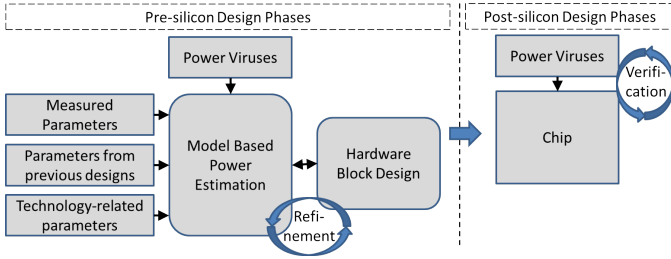 Pre-silicon Design Phases
Post-silicon Design Phases
Power Viruses
Measured
Parameters
Parameters from
previous designs
Technology-related
parameters
Model Based
Power
Estimation
Hardware
Block Design
Refi-
nement
Power Viruses
Verifi-
cation
Chip